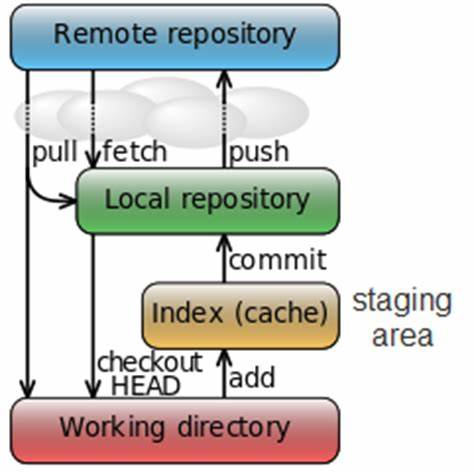 Remote repository
pull
fetch
push
Local repository
commit
Index (cache)
staging
area
checkout
HEAD
add
Working directory